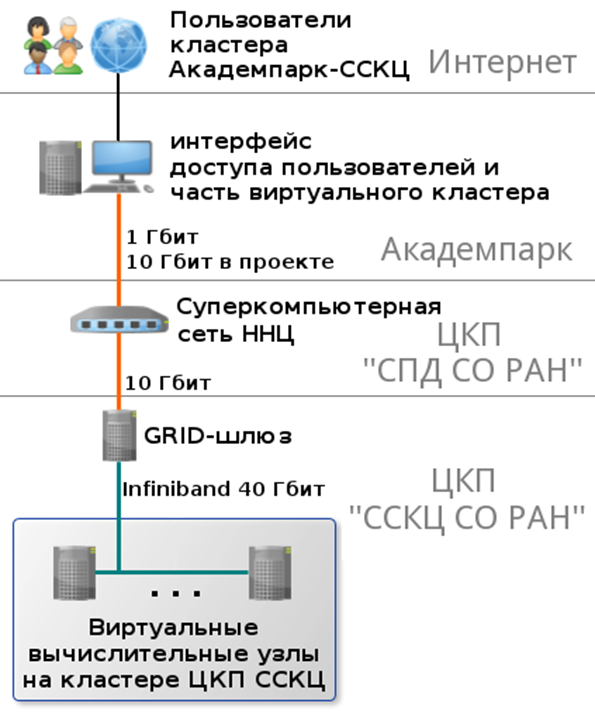 Пользователи
кластера
Академпарк-ССКЦ
Интернет
интерфейс
доступа пользователей и
часть виртуального кластера
1 Гбит
10 Гбит в проекте
Академпарк
Суперкомпьютерная
сеть ННЦ
ЦКП
"СПД СО РАН"
10 Гбит
GRID-шлюз
Infiniband 40 Гбит
ЦКП
"ССКЦ СО РАН"
...
Виртуальные
вычислительные узлы
на кластере ЦКП ССКЦ